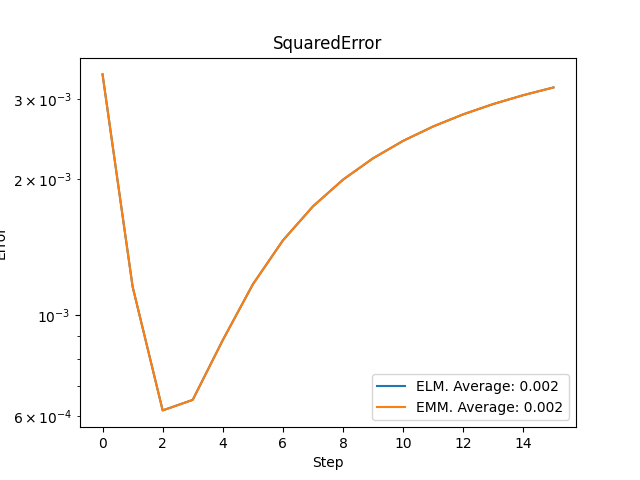 SquaredError
3 × 10⁻³
2 × 10⁻³
10⁻³
6 × 10⁻⁴
Error
ELM. Average: 0.002
EMM. Average: 0.002
0 2 4 6 8 10 12 14
Step